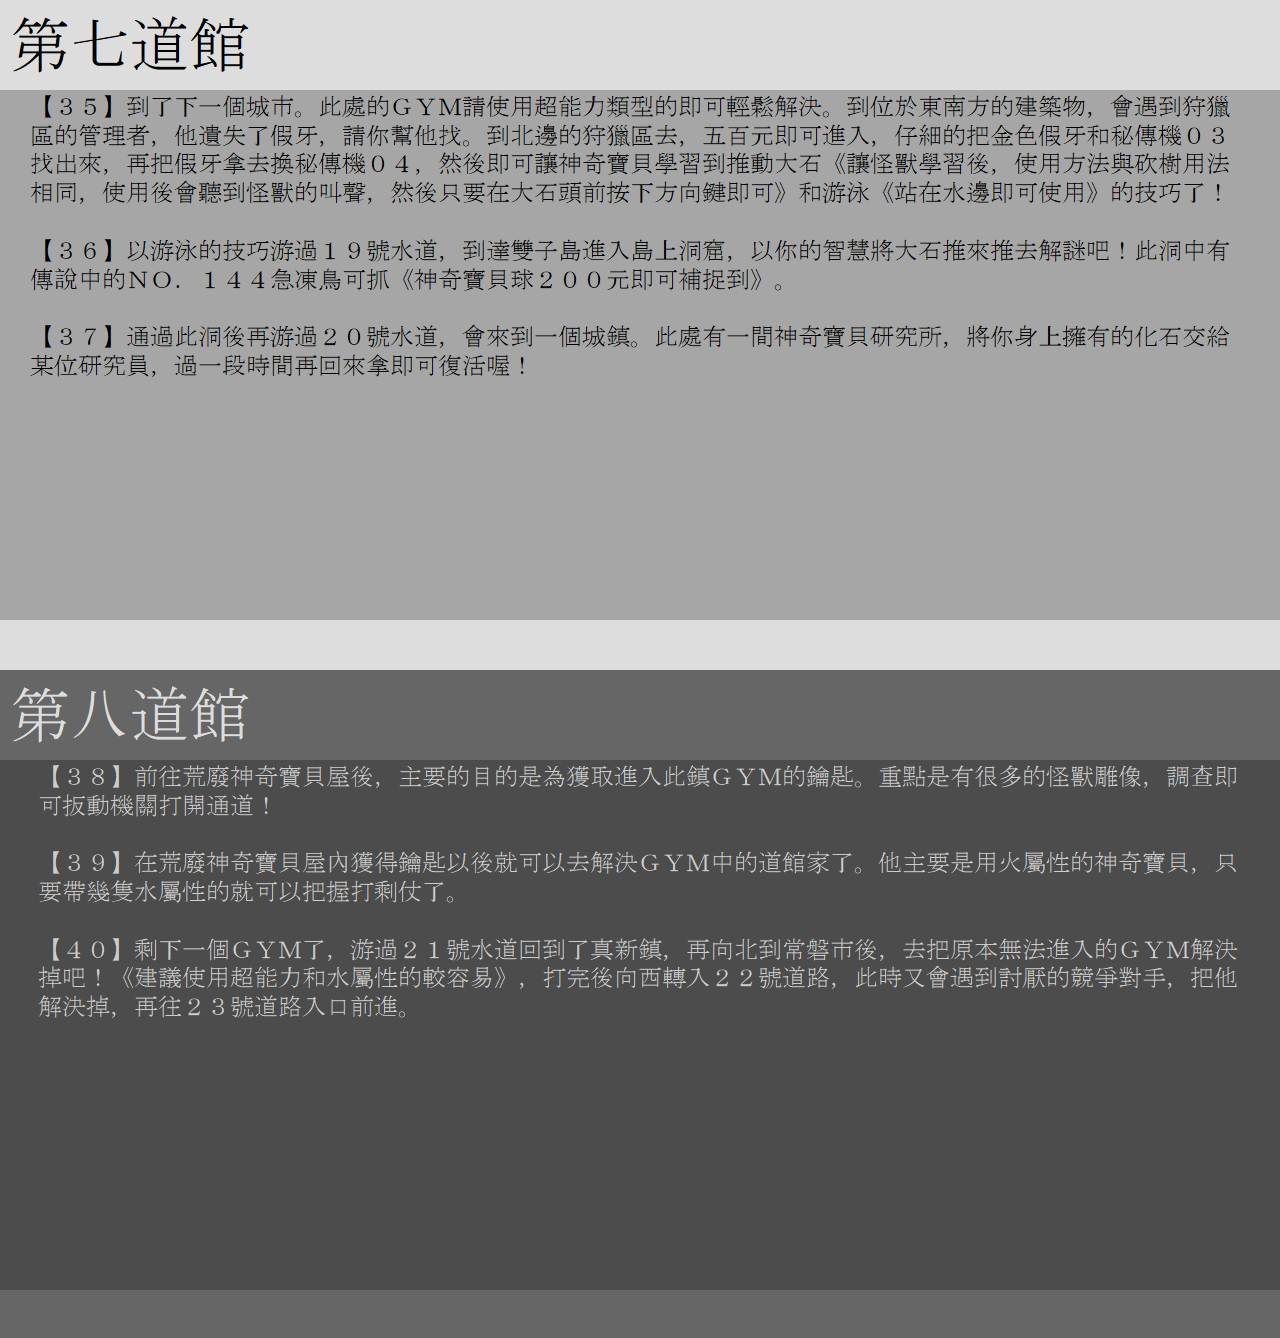 第七道館
【３５】到了下一個城市。此處的ＧＹＭ請使用超能力類型的即可輕鬆解決。到位於東南方的建築物，會遇到狩獵
區的管理者，他遺失了假牙，請你幫他找。到北邊的狩獵區去，五百元即可進入，仔細的把金色假牙和秘傳機０３
找出來，再把假牙拿去換秘傳機０４，然後即可讓神奇寶貝學習到推動大石《讓怪獸學習後，使用方法與砍樹用法
相同，使用後會聽到怪獸的叫聲，然後只要在大石頭前按下方向鍵即可》和游泳《站在水邊即可使用》的技巧了！
【３６】以游泳的技巧游過１９號水道，到達雙子島進入島上洞窟，以你的智慧將大石推來推去解謎吧！此洞中有
傳說中的ＮＯ．１４４急凍鳥可抓《神奇寶貝球２００元即可補捉到》。
【３７】通過此洞後再游過２０號水道，會來到一個城鎮。此處有一間神奇寶貝研究所，將你身上擁有的化石交給
某位研究員，過一段時間再回來拿即可復活喔！
第八道館
【３８】前往荒廢神奇寶貝屋後，主要的目的是為獲取進入此鎮ＧＹＭ的鑰匙。重點是有很多的怪獸雕像，調查即
可扳動機關打開通道！
【３９】在荒廢神奇寶貝屋內獲得鑰匙以後就可以去解決ＧＹＭ中的道館家了。他主要是用火屬性的神奇寶貝，只
要帶幾隻水屬性的就可以把握打剩仗了。
【４０】剩下一個ＧＹＭ了，游過２１號水道回到了真新鎮，再向北到常磐市後，去把原本無法進入的ＧＹＭ解決
掉吧！《建議使用超能力和水屬性的較容易》，打完後向西轉入２２號道路，此時又會遇到討厭的競爭對手，把他
解決掉，再往２３號道路入口前進。